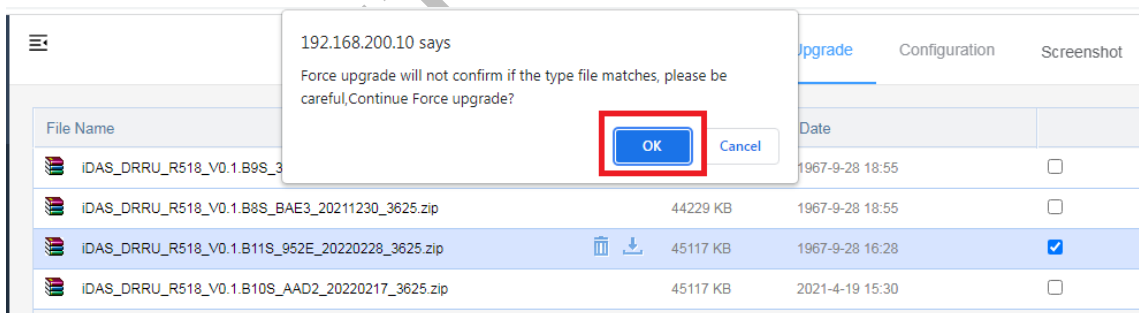 192.168.200.10 says
Force upgrade will not confirm if the type file matches, please be
careful,Continue Force upgrade?
OK Cancel
Upgrade Configuration Screenshot
File Name Date
iDAS_DRRU_R518_V0.1.B9S_3 1967-9-28 18:55
iDAS_DRRU_R518_V0.1.B8S_BAE3_20211230_3625.zip 44229 KB 1967-9-28 18:55
iDAS_DRRU_R518_V0.1.B11S_952E_20220228_3625.zip 45117 KB 1967-9-28 16:28
iDAS_DRRU_R518_V0.1.B10S_AAD2_20220217_3625.zip 45117 KB 2021-4-19 15:30